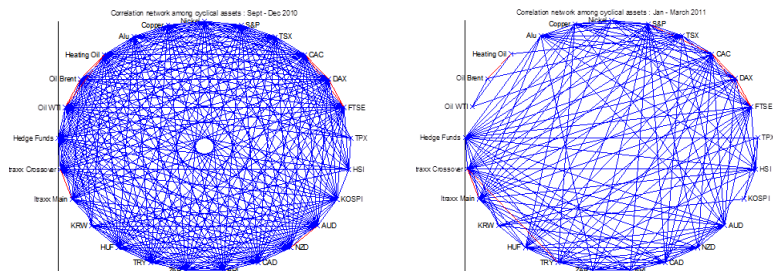 Correlation network among cyclical assets : Sept - Dec 2010
Nickel
Copper
S&P
Alu
TSX
Heating Oil
CAC
Oil Brent
DAX
Oil WTI
FTSE
Hedge Funds
TPX
traxx Crossover
HSI
Itraxx Main
KOSPI
KRW
AUD
HUF
NZD
TRY
CAD
Correlation network among cyclical assets : Jan - March 2011
Nickel
Copper
S&P
Alu
TSX
Heating Oil
CAC
Oil Brent
DAX
Oil WTI
FTSE
Hedge Funds
TPX
traxx Crossover
HSI
Itraxx Main
KOSPI
KRW
AUD
HUF
NZD
TRY
CAD